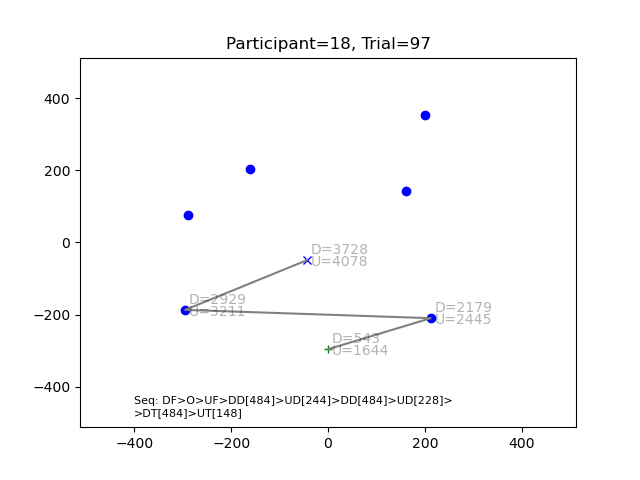 Participant=18, Trial=97
400
200
0
−200
−400
D=3728
U=4078
D=2929
U=3211
D=2179
U=2445
D=543
U=1644
Seq: DF>O>UF>DD[484]>UD[244]>DD[484]>UD[228]>
>DT[484]>UT[148]
−400
−200
0
200
400